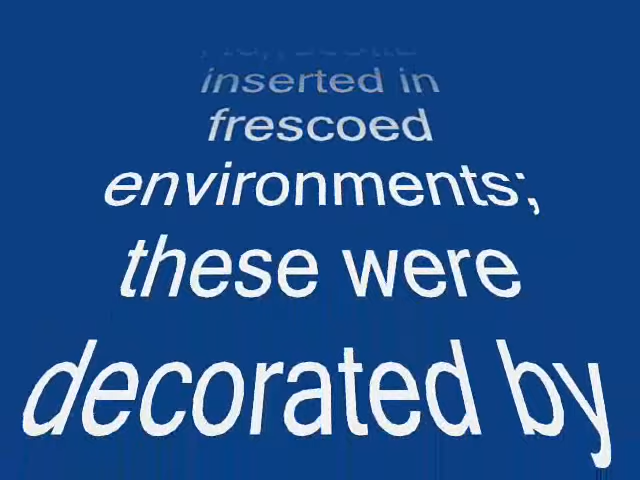 inserted in
frescoed
environments;
these were
decorated by